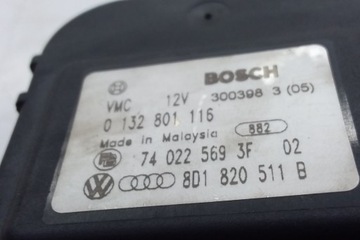 BOSCH
VMC 12V 300398 3 (05)
0 132 801 116
Made in Malaysia 882
74 022 569 3F 02
8D1 820 511 B